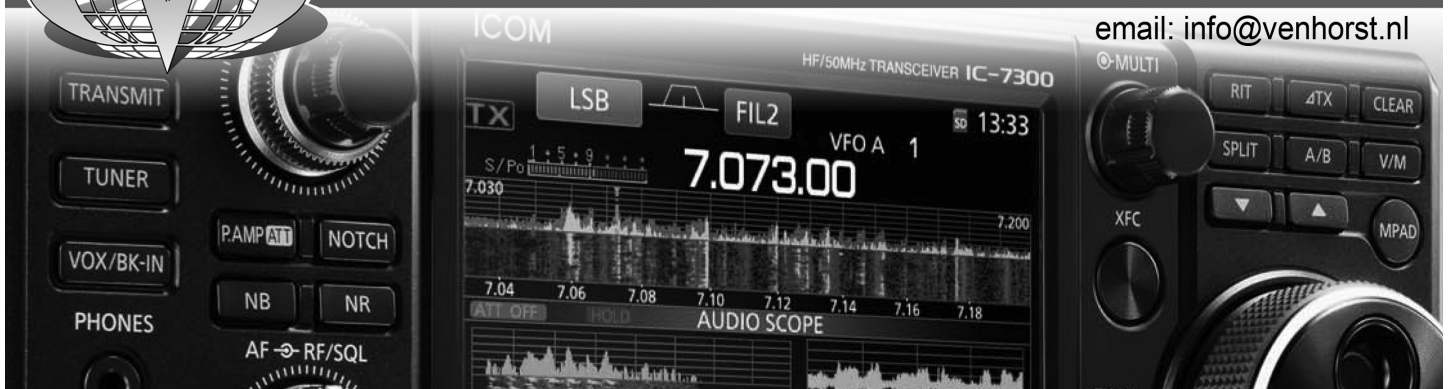 email: info@venhorst.nl
ICOM
HF/50MHz TRANSCEIVER IC-7300
MULTI
TRANSMIT
TUNER
VOX/BK-IN
PHONES
P.AMP ATT
NOTCH
NB
NR
AF RF/SQL
TX
LSB
FIL2
SD 13:33
VFO A 1
S/Po 1・5・9・・・
7.073.00
7.030
7.200
7.04 7.06 7.08 7.10 7.12 7.14 7.16 7.18
ATT OFF
HOLD
AUDIO SCOPE
XFC
RIT
⊿TX
CLEAR
SPLIT
A/B
V/M
▼
▲
MPAD